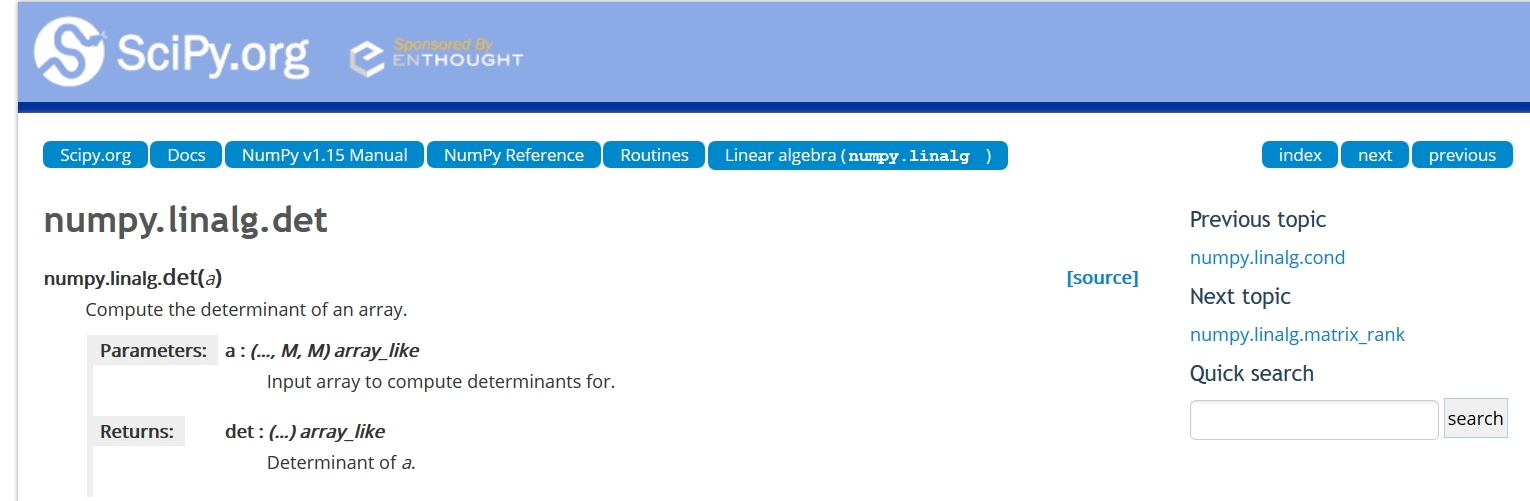 SciPy.org
Sponsored By
ENTHOUGHT
Scipy.org Docs NumPy v1.15 Manual NumPy Reference Routines Linear algebra (numpy.linalg ) index next previous
numpy.linalg.det
numpy.linalg.det(a) [source]
Compute the determinant of an array.
Parameters: a : (..., M, M) array_like
Input array to compute determinants for.
Returns: det : (...) array_like
Determinant of a.
Previous topic
numpy.linalg.cond
Next topic
numpy.linalg.matrix_rank
Quick search
search